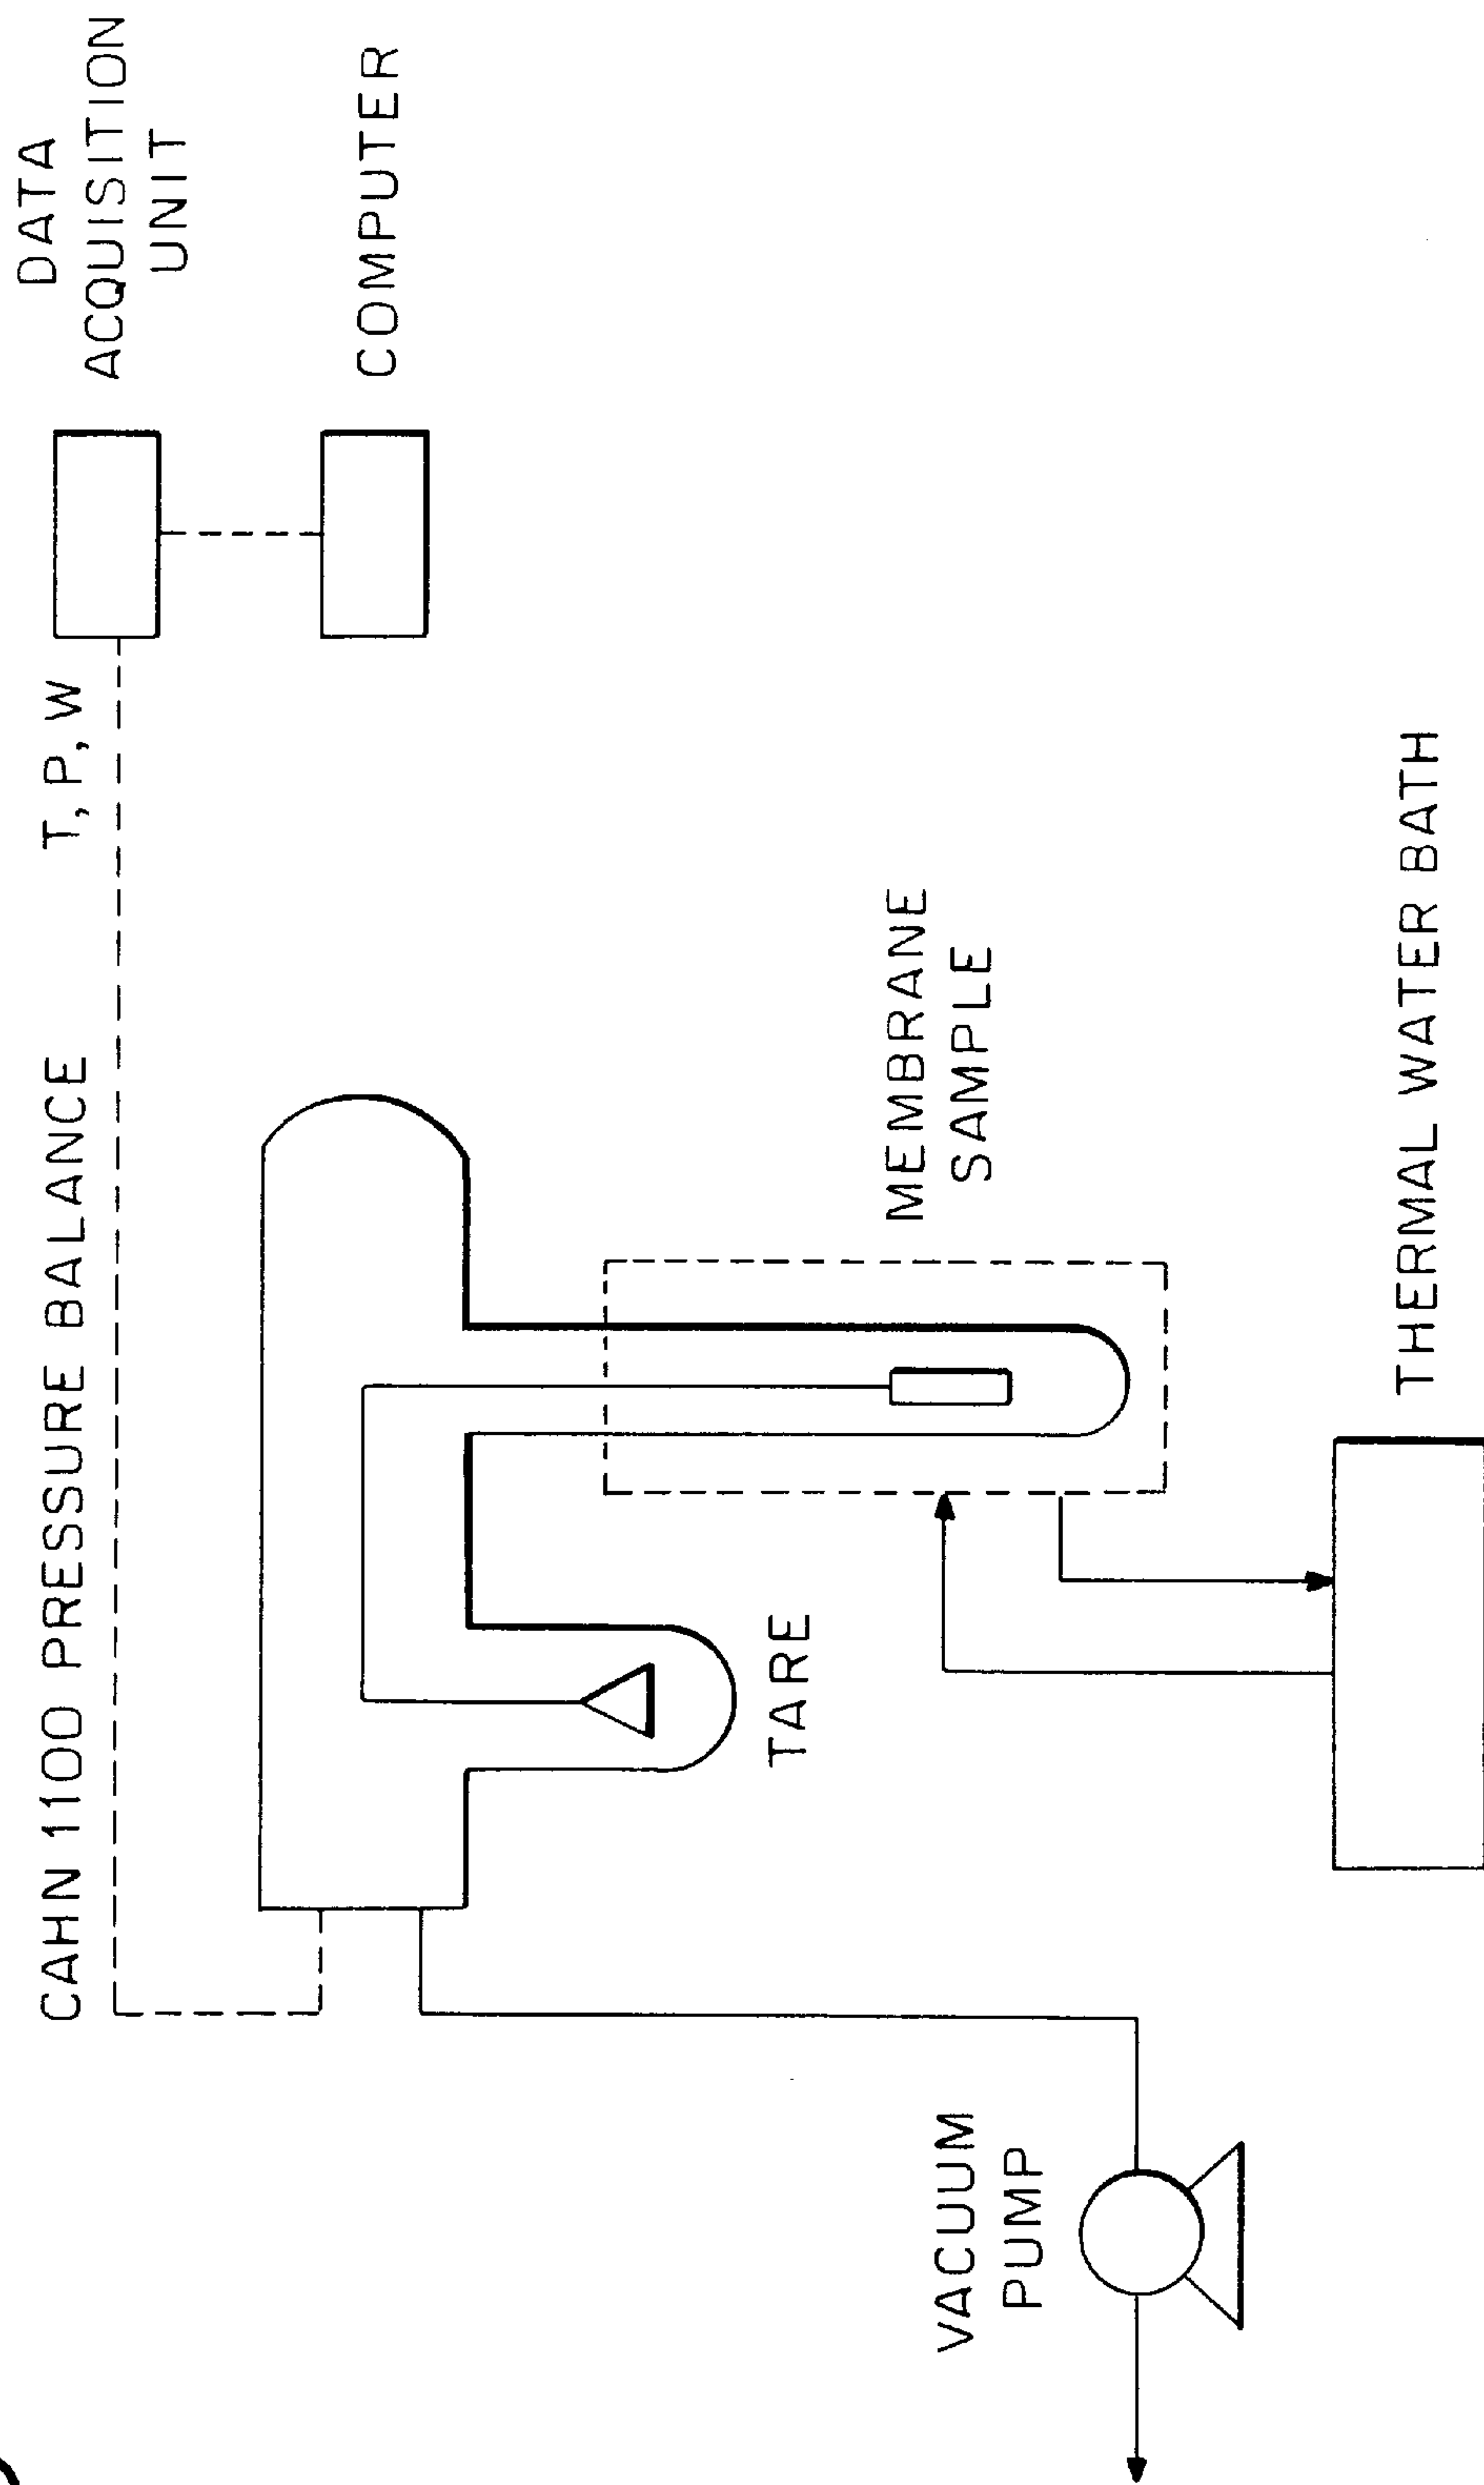 CAHN 1100 PRESSURE BALANCE
T, P, W
DATA
ACQUISITION
UNIT
COMPUTER
TARE
MEMBRANE
SAMPLE
VACUUM
PUMP
THERMAL WATER BATH